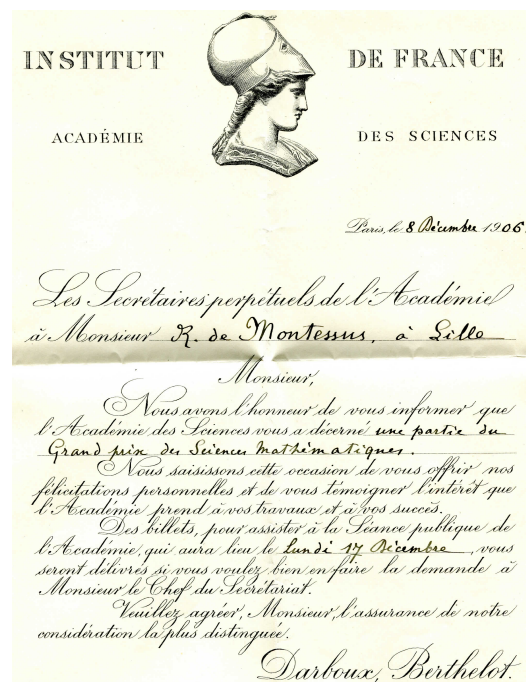 INSTITUT DE FRANCE
ACADÉMIE DES SCIENCES
Paris, le 8 Décembre 1906
Les Secrétaires perpétuels de l'Académie
à Monsieur R. de Montessus, à Lille
Monsieur,
Nous avons l'honneur de vous informer que
l'Académie des Sciences vous a décerné une partie du
Grand prix des Sciences Mathématiques.
Nous saisissons cette occasion de vous offrir nos
félicitations personnelles et de vous témoigner l'intérêt que
l'Académie prend à vos travaux et à vos succès.
Des billets, pour assister à la Séance publique de
l'Académie, qui aura lieu le Lundi 17 Décembre, vous
seront délivrés si vous voulez bien en faire la demande à
Monsieur le Chef du Secrétariat.
Veuillez agréer, Monsieur, l'assurance de notre
considération la plus distinguée.
Darboux, Berthelot.